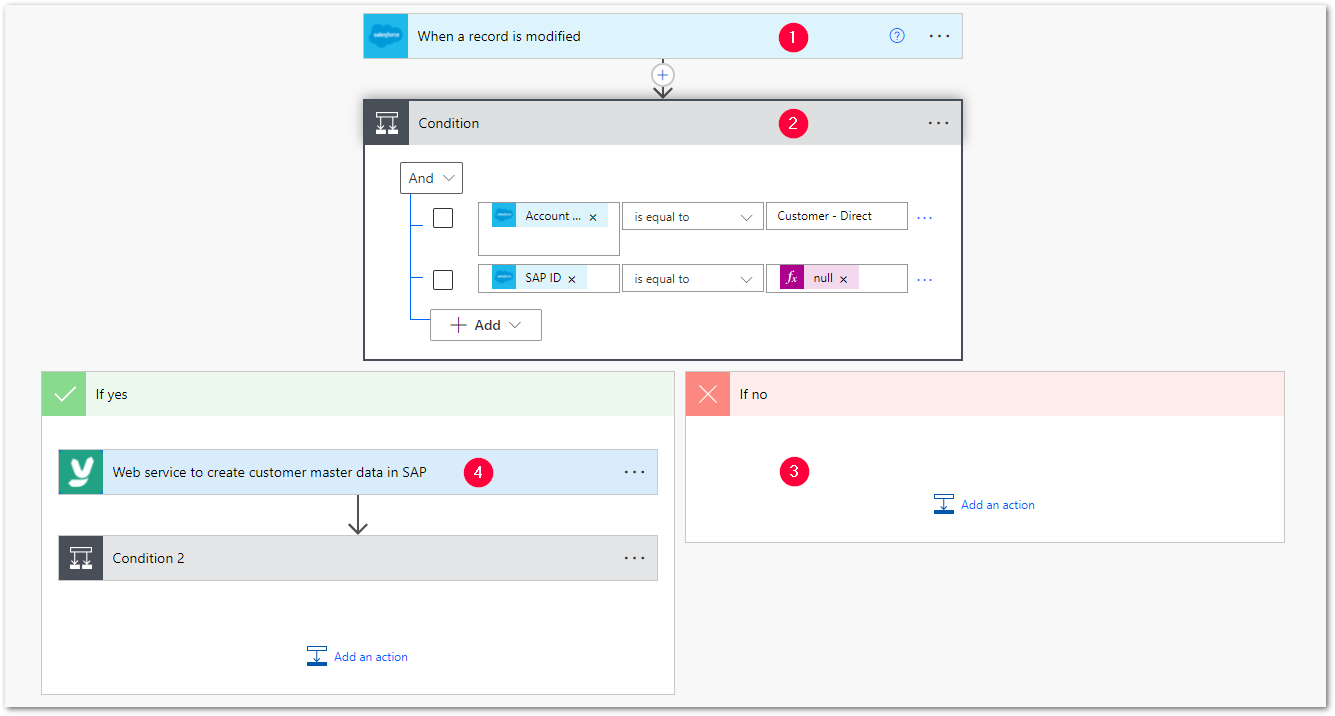 salesforce When a record is modified 1 ? ...
Condition 2 ...
And
Account ... × is equal to Customer - Direct ...
SAP ID × is equal to fx null × ...
+ Add
If yes
If no
Web service to create customer master data in SAP 4 ...
3
Add an action
Condition 2 ...
Add an action